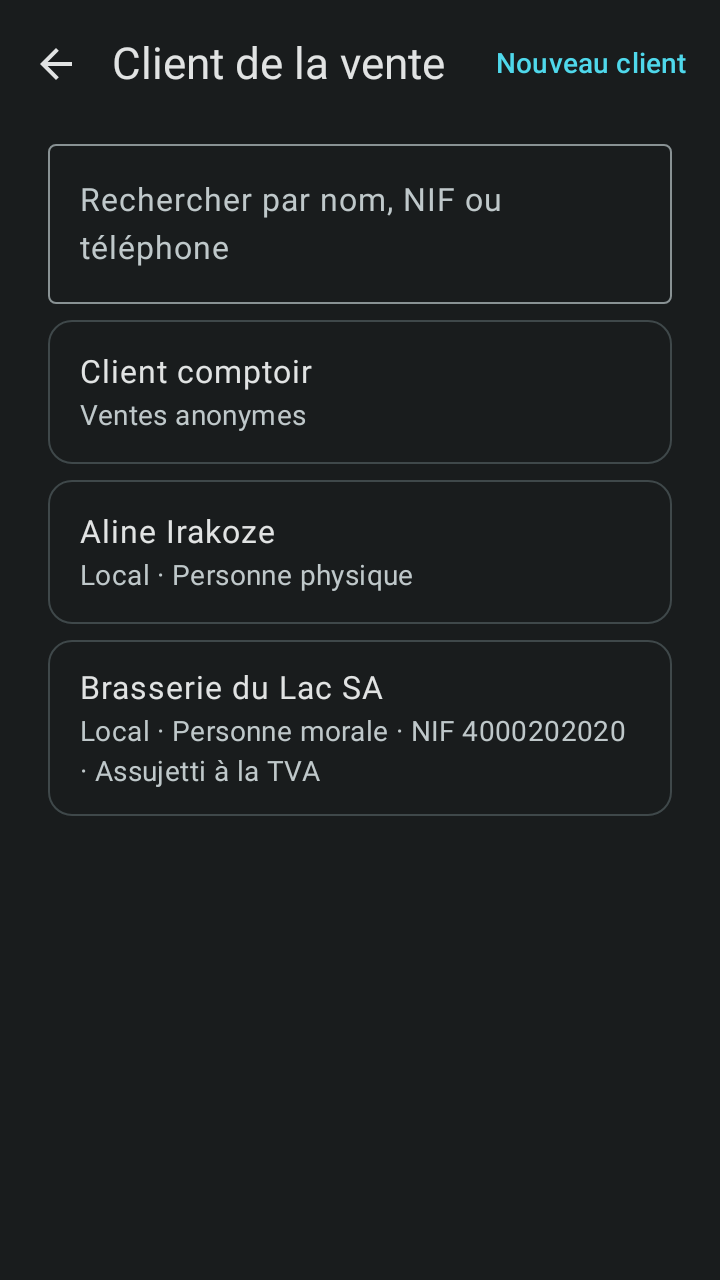 Client de la vente
Nouveau client
Rechercher par nom, NIF ou
téléphone
Client comptoir
Ventes anonymes
Aline Irakoze
Local · Personne physique
Brasserie du Lac SA
Local · Personne morale · NIF 4000202020
· Assujetti à la TVA